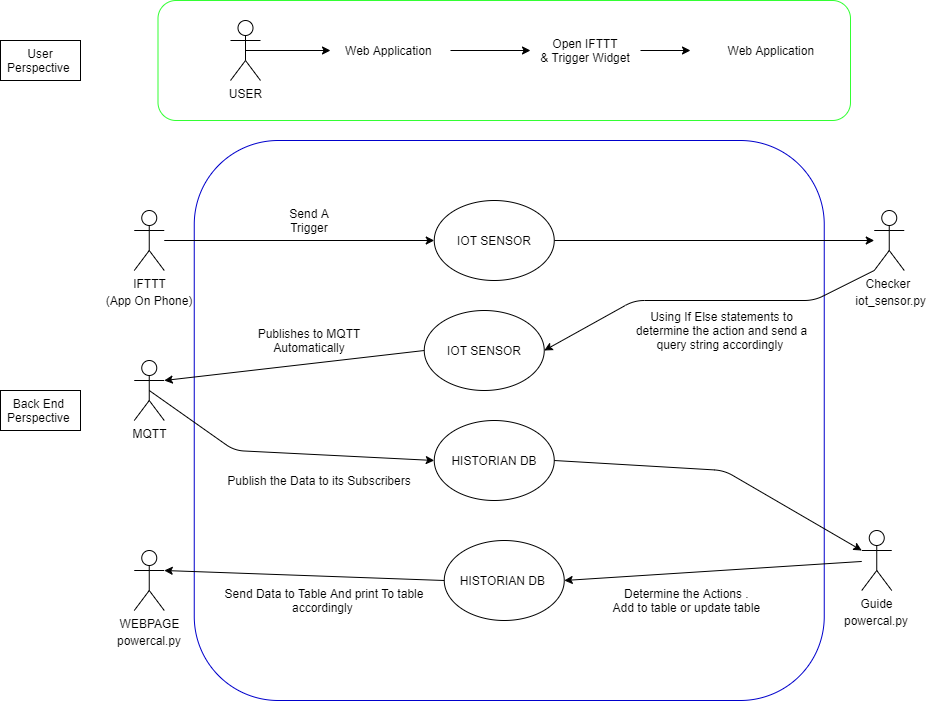 User
Perspective
USER
Web Application
Open IFTTT
& Trigger Widget
Web Application
Send A
Trigger
IOT SENSOR
IFTTT
(App On Phone)
Checker
iot_sensor.py
Using If Else statements to
determine the action and send a
query string accordingly
Publishes to MQTT
Automatically
IOT SENSOR
Back End
Perspective
MQTT
HISTORIAN DB
Publish the Data to its Subscribers
HISTORIAN DB
Send Data to Table And print To table
accordingly
Determine the Actions .
Add to table or update table
WEBPAGE
powercal.py
Guide
powercal.py